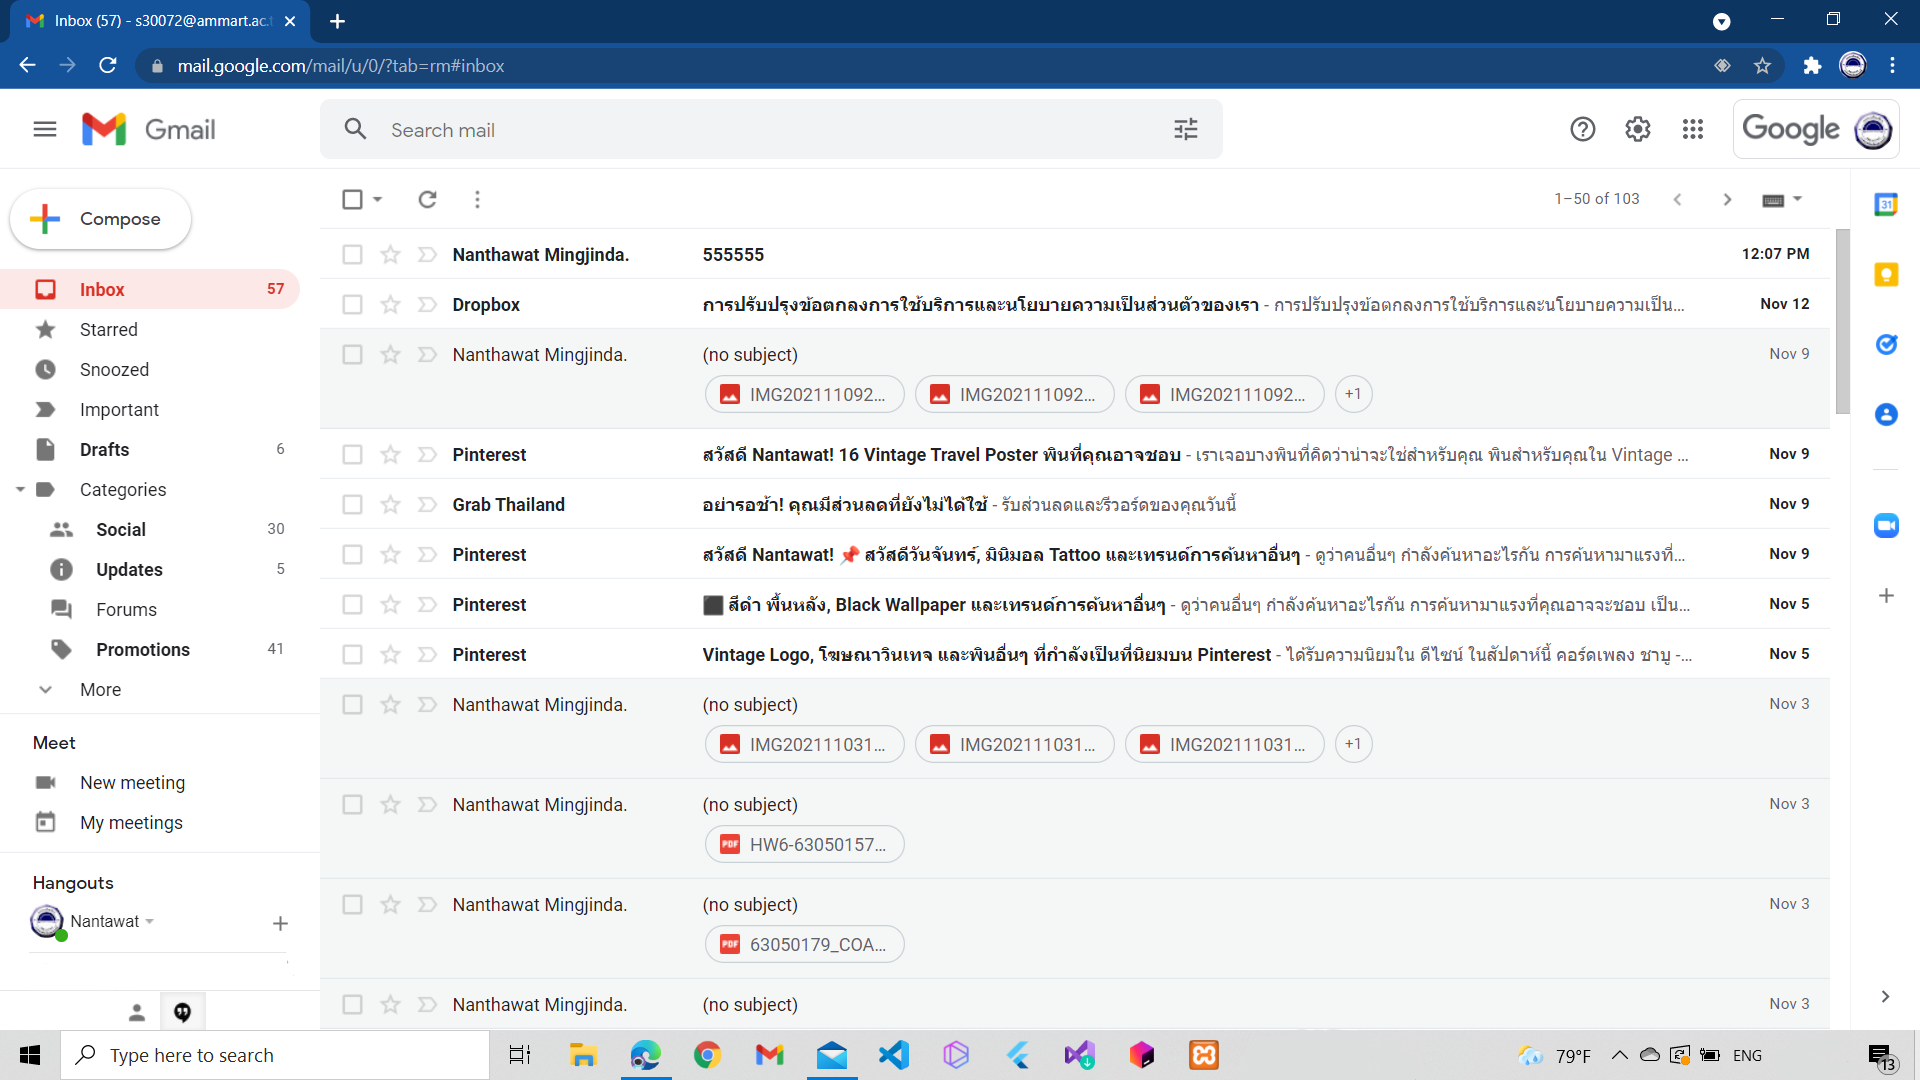 Inbox (57) - s30072@ammart.ac.t
mail.google.com/mail/u/0/?tab=rm#inbox
Gmail
Search mail
Google
Compose
1–50 of 103
Inbox 57
Starred
Snoozed
Important
Drafts 6
Categories
Social 30
Updates 5
Forums
Promotions 41
More
Meet
New meeting
My meetings
Hangouts
Nantawat
Nanthawat Mingjinda. 555555 12:07 PM
Dropbox การปรับปรุงข้อตกลงการใช้บริการและนโยบายความเป็นส่วนตัวของเรา - การปรับปรุงข้อตกลงการใช้บริการและนโยบายความเป็น... Nov 12
Nanthawat Mingjinda. (no subject) Nov 9
IMG202111092... IMG202111092... IMG202111092... +1
Pinterest สวัสดี Nantawat! 16 Vintage Travel Poster พินที่คุณอาจชอบ - เราเจอบางพินที่คิดว่าน่าจะใช่สำหรับคุณ พินสำหรับคุณใน Vintage ... Nov 9
Grab Thailand อย่ารอช้า! คุณมีส่วนลดที่ยังไม่ได้ใช้ - รับส่วนลดและรีวอร์ดของคุณวันนี้ Nov 9
Pinterest สวัสดี Nantawat! 📌 สวัสดีวันจันทร์, มินิมอล Tattoo และเทรนด์การค้นหาอื่นๆ - ดูว่าคนอื่นๆ กำลังค้นหาอะไรกัน การค้นหามาแรงที่... Nov 9
Pinterest ⬛ สีดำ พื้นหลัง, Black Wallpaper และเทรนด์การค้นหาอื่นๆ - ดูว่าคนอื่นๆ กำลังค้นหาอะไรกัน การค้นหามาแรงที่คุณอาจจะชอบ เป็น... Nov 5
Pinterest Vintage Logo, โฆษณาวินเทจ และพินอื่นๆ ที่กำลังเป็นที่นิยมบน Pinterest - ได้รับความนิยมใน ดีไซน์ ในสัปดาห์นี้ คอร์ดเพลง ชาบู -... Nov 5
Nanthawat Mingjinda. (no subject) Nov 3
IMG202111031... IMG202111031... IMG202111031... +1
Nanthawat Mingjinda. (no subject) Nov 3
PDF HW6-63050157...
Nanthawat Mingjinda. (no subject) Nov 3
PDF 63050179_COA...
Nanthawat Mingjinda. (no subject) Nov 3
31
Type here to search
79°F ENG 13